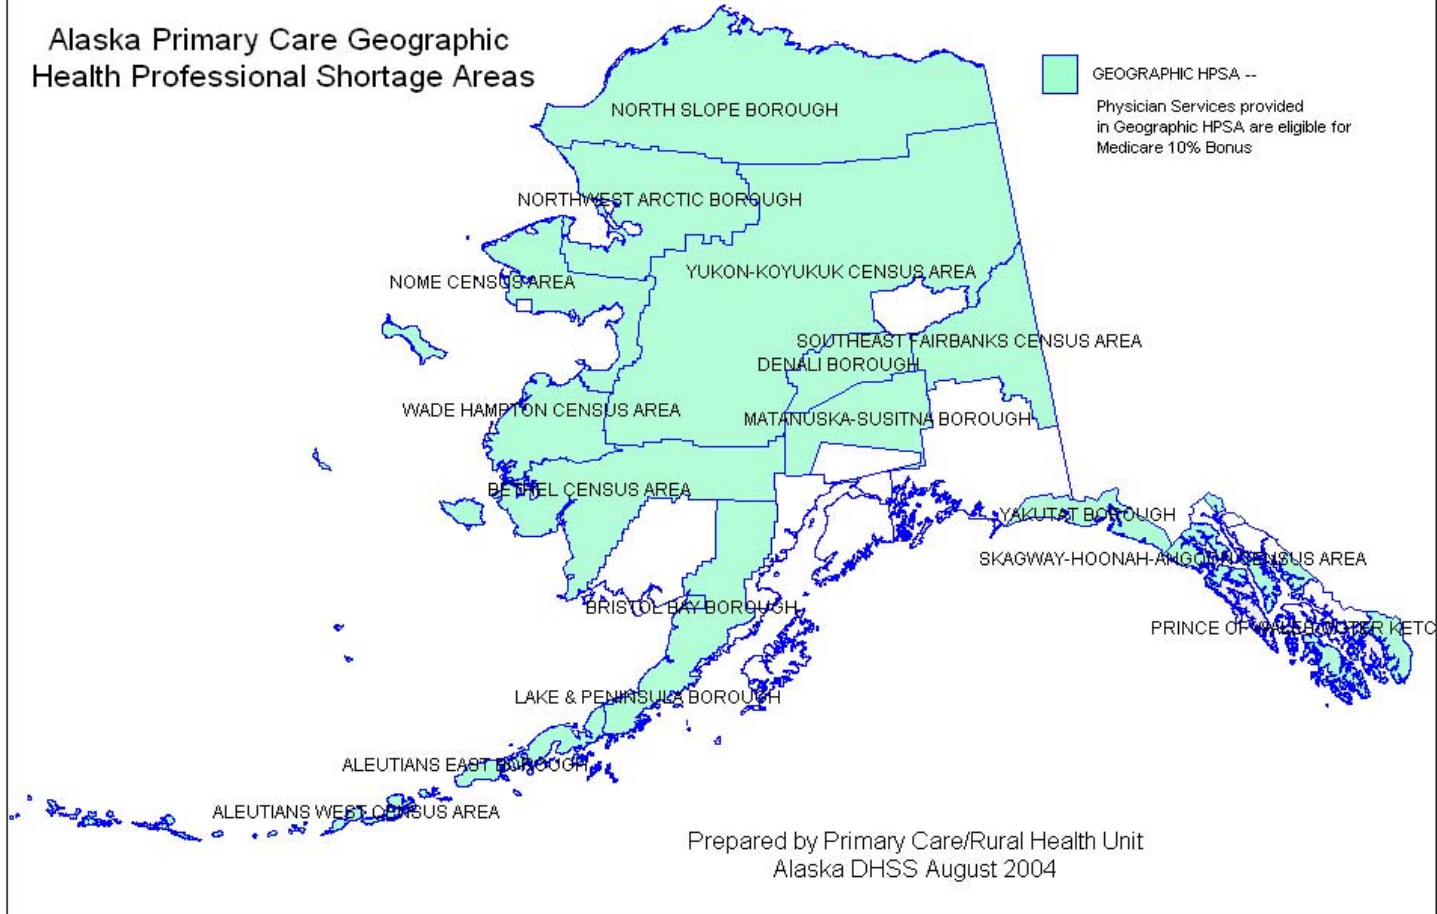 Alaska Primary Care Geographic
Health Professional Shortage Areas
GEOGRAPHIC HPSA --
Physician Services provided
in Geographic HPSA are eligible for
Medicare 10% Bonus
NORTH SLOPE BOROUGH
NORTHWEST ARCTIC BOROUGH
YUKON-KOYUKUK CENSUS AREA
NOME CENSUS AREA
SOUTHEAST FAIRBANKS CENSUS AREA
DENALI BOROUGH
WADE HAMPTON CENSUS AREA
MATANUSKA-SUSITNA BOROUGH
BETHEL CENSUS AREA
YAKUTAT BOROUGH
SKAGWAY-HOONAH-ANGOON CENSUS AREA
BRISTOL BAY BOROUGH
PRINCE OF WALES-OUTER KETC
LAKE & PENINSULA BOROUGH
ALEUTIANS EAST BOROUGH
ALEUTIANS WEST CENSUS AREA
Prepared by Primary Care/Rural Health Unit
Alaska DHSS August 2004